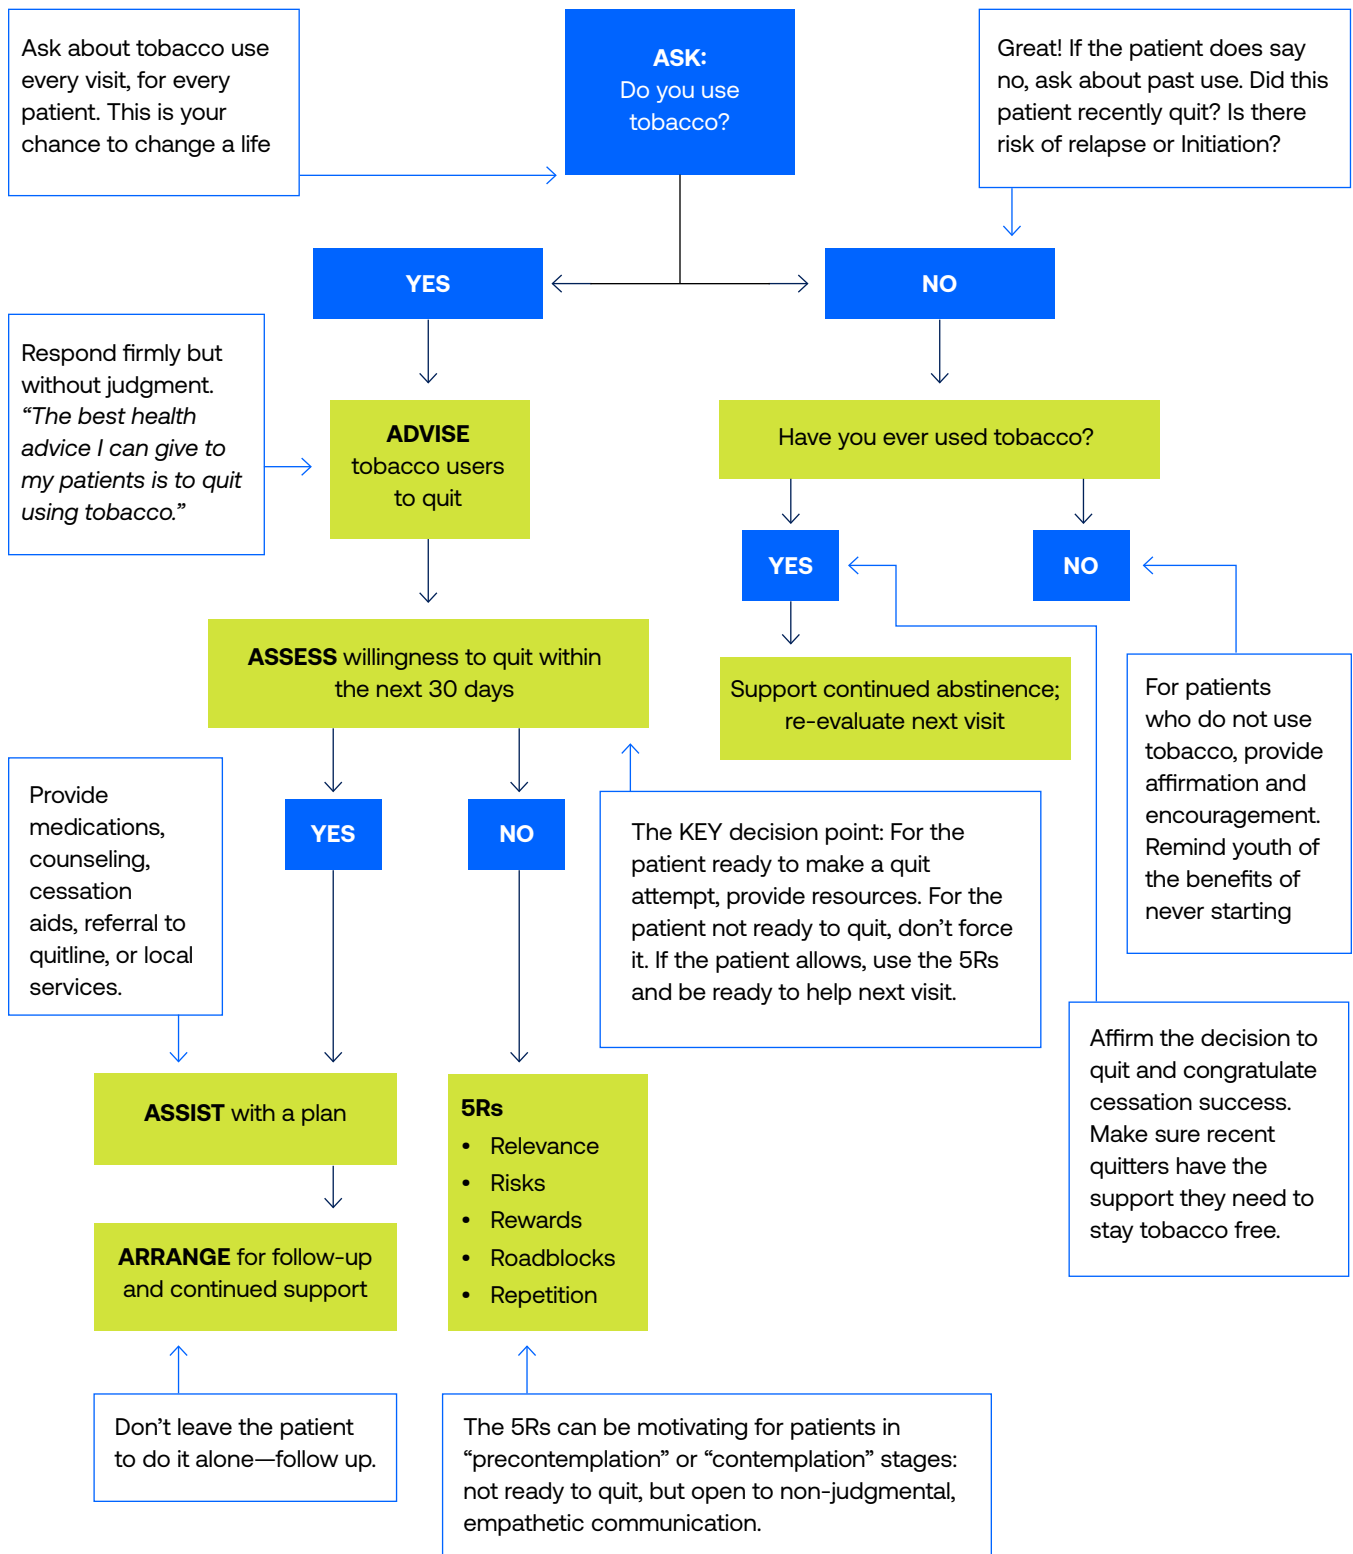 Ask about tobacco use
every visit, for every
patient. This is your
chance to change a life
ASK:
Do you use
tobacco?
Great! If the patient does say
no, ask about past use. Did this
patient recently quit? Is there
risk of relapse or Initiation?
YES
NO
Respond firmly but
without judgment.
“The best health
advice I can give to
my patients is to quit
using tobacco.”
ADVISE
tobacco users
to quit
Have you ever used tobacco?
YES
NO
ASSESS willingness to quit within
the next 30 days
Support continued abstinence;
re-evaluate next visit
For patients
who do not use
tobacco, provide
affirmation and
encouragement.
Remind youth of
the benefits of
never starting
Provide
medications,
counseling,
cessation
aids, referral to
quitline, or local
services.
YES
NO
The KEY decision point: For the
patient ready to make a quit
attempt, provide resources. For the
patient not ready to quit, don’t force
it. If the patient allows, use the 5Rs
and be ready to help next visit.
Affirm the decision to
quit and congratulate
cessation success.
Make sure recent
quitters have the
support they need to
stay tobacco free.
ASSIST with a plan
5Rs
• Relevance
• Risks
• Rewards
• Roadblocks
• Repetition
ARRANGE for follow-up
and continued support
Don’t leave the patient
to do it alone—follow up.
The 5Rs can be motivating for patients in
“precontemplation” or “contemplation” stages:
not ready to quit, but open to non-judgmental,
empathetic communication.